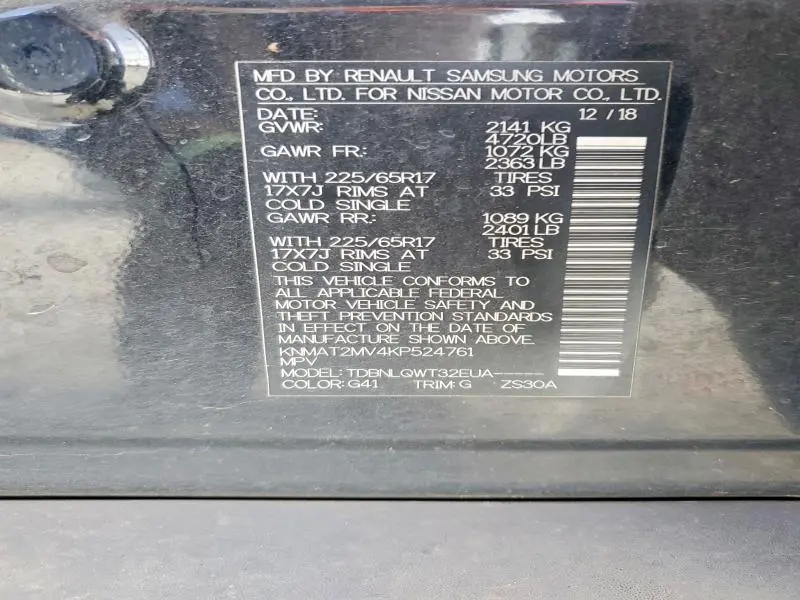 MFD BY RENAULT SAMSUNG MOTORS
CO., LTD. FOR NISSAN MOTOR CO., LTD.
DATE: 12 / 18
GVWR: 2141 KG
4720LB
GAWR FR.: 1072 KG
2363 LB
WITH 225/65R17 TIRES
17X7J RIMS AT 33 PSI
COLD SINGLE
GAWR RR.: 1089 KG
2401 LB
WITH 225/65R17 TIRES
17X7J RIMS AT 33 PSI
COLD SINGLE
THIS VEHICLE CONFORMS TO
ALL APPLICABLE FEDERAL
MOTOR VEHICLE SAFETY AND
THEFT PREVENTION STANDARDS
IN EFFECT ON THE DATE OF
MANUFACTURE SHOWN ABOVE.
KNMAT2MV4KP524761
MPV
MODEL: TDBNLQWT32EUA-----
COLOR: G41 TRIM: G ZS30A